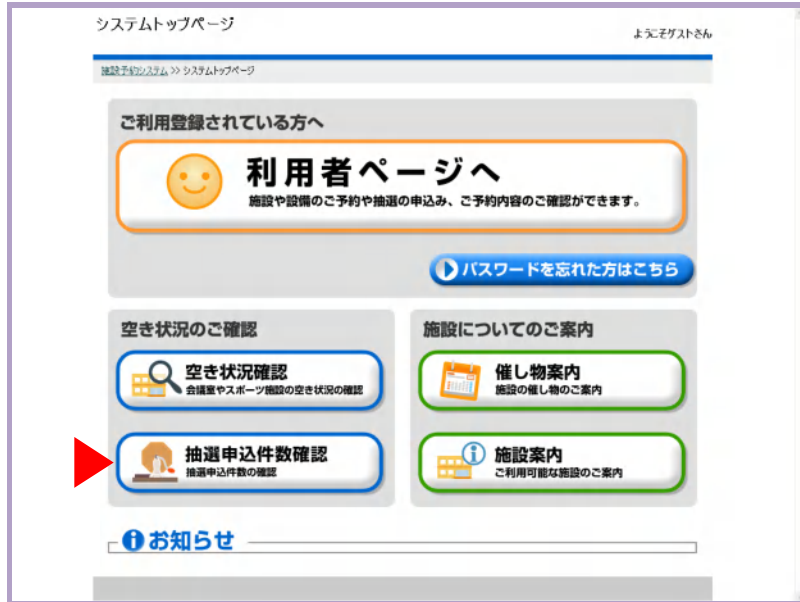 システムトップページ
ようこそゲストさん
施設予約システム >> システムトップページ
ご利用登録されている方へ
利用者ページへ
施設や設備のご予約や抽選の申込み、ご予約内容のご確認ができます。
パスワードを忘れた方はこちら
空き状況のご確認
空き状況確認
会議室やスポーツ施設の空き状況の確認
抽選申込件数確認
抽選申込件数の確認
施設についてのご案内
催し物案内
施設の催し物のご案内
施設案内
ご利用可能な施設のご案内
お知らせ